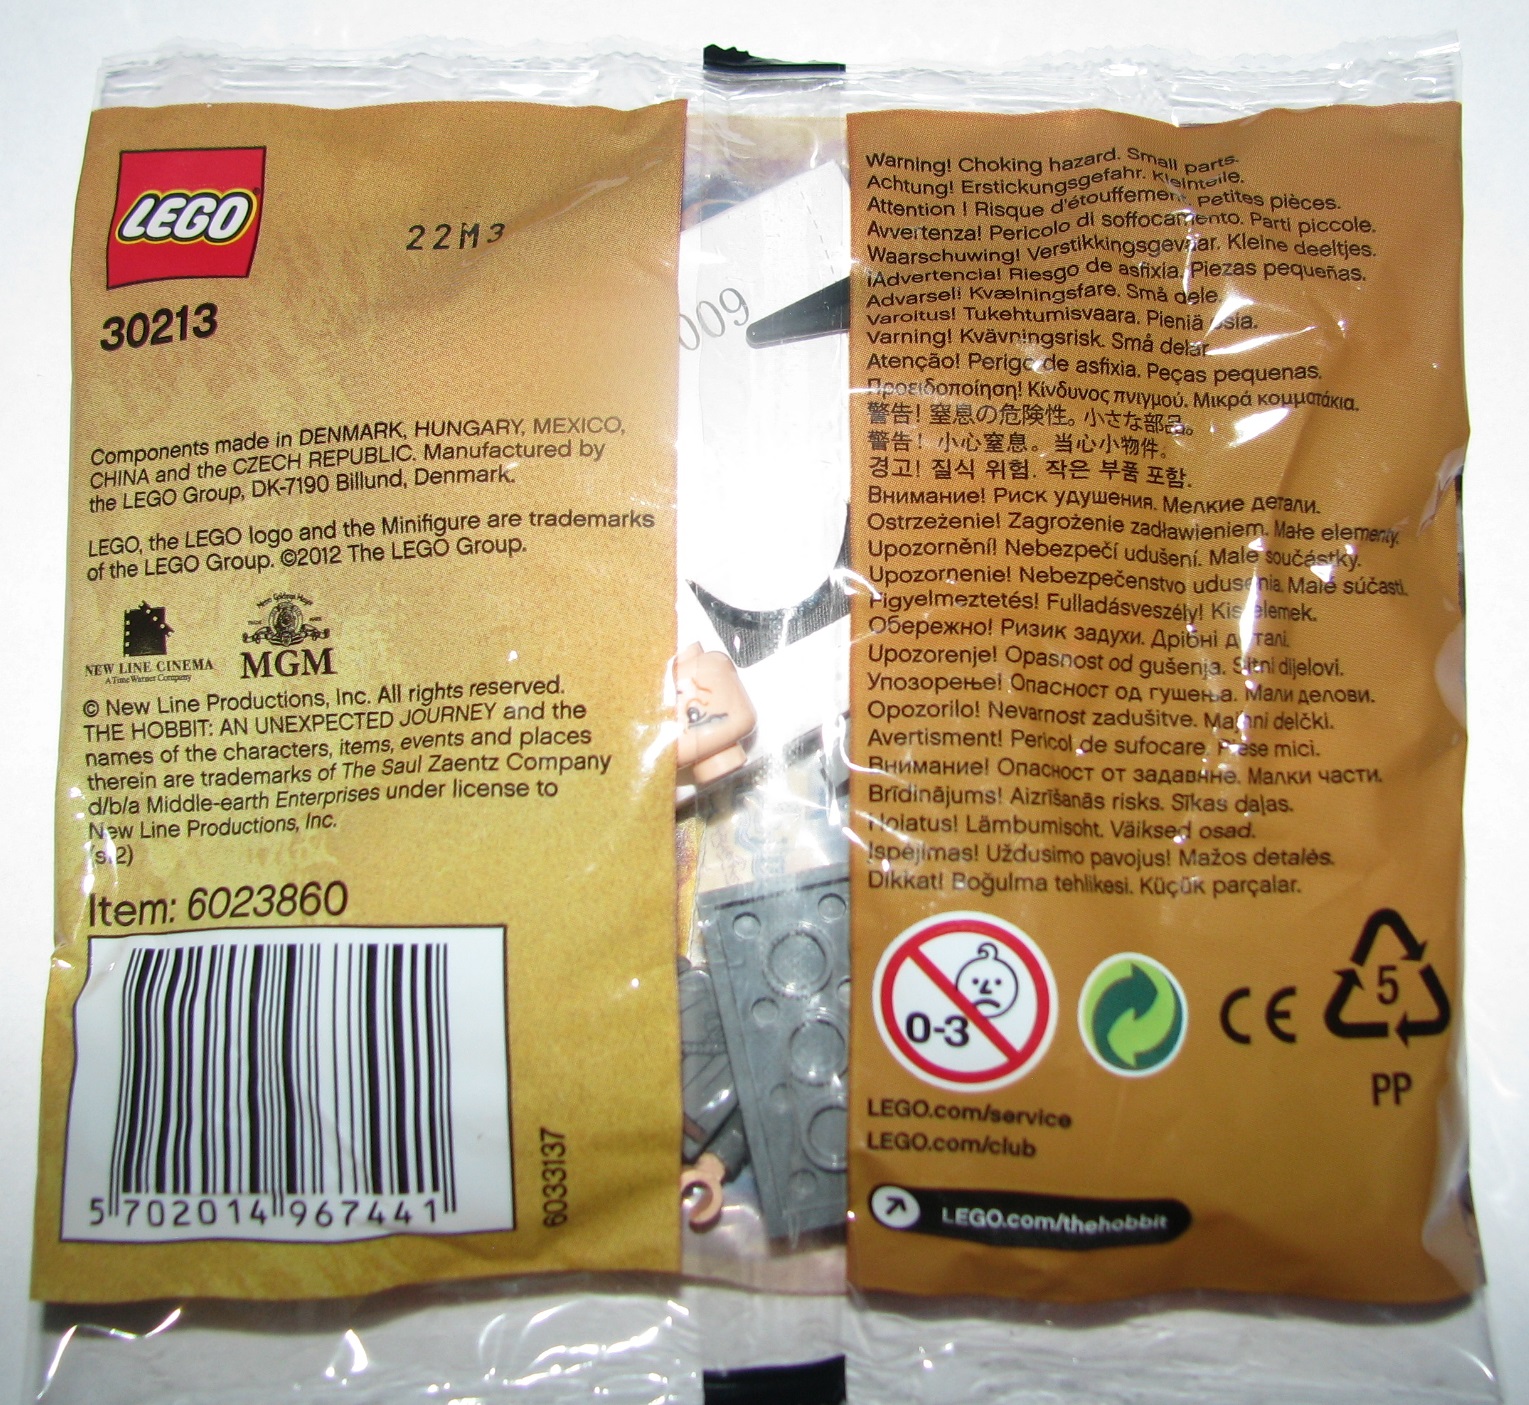 LEGO
22M3
30213
Components made in DENMARK, HUNGARY, MEXICO,
CHINA and the CZECH REPUBLIC. Manufactured by
the LEGO Group, DK-7190 Billund, Denmark.
LEGO, the LEGO logo and the Minifigure are trademarks
of the LEGO Group. ©2012 The LEGO Group.
NEW LINE CINEMA
A Time Warner Company
MGM
© New Line Productions, Inc. All rights reserved.
THE HOBBIT: AN UNEXPECTED JOURNEY and the
names of the characters, items, events and places
therein are trademarks of The Saul Zaentz Company
d/b/a Middle-earth Enterprises under license to
New Line Productions, Inc.
(s12)
Item: 6023860
5 702014 967441
6033137
009
Warning! Choking hazard. Small parts.
Achtung! Erstickungsgefahr. Kleinteile.
Attention ! Risque d'étouffement. Petites pièces.
Avvertenza! Pericolo di soffocamento. Parti piccole.
Waarschuwing! Verstikkingsgevaar. Kleine deeltjes.
¡Advertencia! Riesgo de asfixia. Piezas pequeñas.
Advarsel! Kvælningsfare. Små dele.
Varoitus! Tukehtumisvaara. Pieniä osia.
Varning! Kvävningsrisk. Små delar.
Atenção! Perigo de asfixia. Peças pequenas.
Προειδοποίηση! Κίνδυνος πνιγμού. Μικρά κομματάκια.
警告! 窒息の危険性。小さな部品。
警告! 小心窒息。当心小物件。
경고! 질식 위험. 작은 부품 포함.
Внимание! Риск удушения. Мелкие детали.
Ostrzeżenie! Zagrożenie zadławieniem. Małe elementy.
Upozornění! Nebezpečí udušení. Malé součástky.
Upozornenie! Nebezpečenstvo udusenia. Malé súčasti.
Figyelmeztetés! Fulladásveszély! Kis elemek.
Обережно! Ризик задухи. Дрібні деталі.
Upozorenje! Opasnost od gušenja. Sitni dijelovi.
Упозорење! Опасност од гушења. Мали делови.
Opozorilo! Nevarnost zadušitve. Majhni delčki.
Avertisment! Pericol de sufocare. Piese mici.
Внимание! Опасност от задавяне. Малки части.
Brīdinājums! Aizrīšanās risks. Sīkas daļas.
Hoiatus! Lämbumisoht. Väiksed osad.
Įspėjimas! Uždusimo pavojus! Mažos detalės.
Dikkat! Boğulma tehlikesi. Küçük parçalar.
0-3
CE
5
PP
LEGO.com/service
LEGO.com/club
LEGO.com/thehobbit